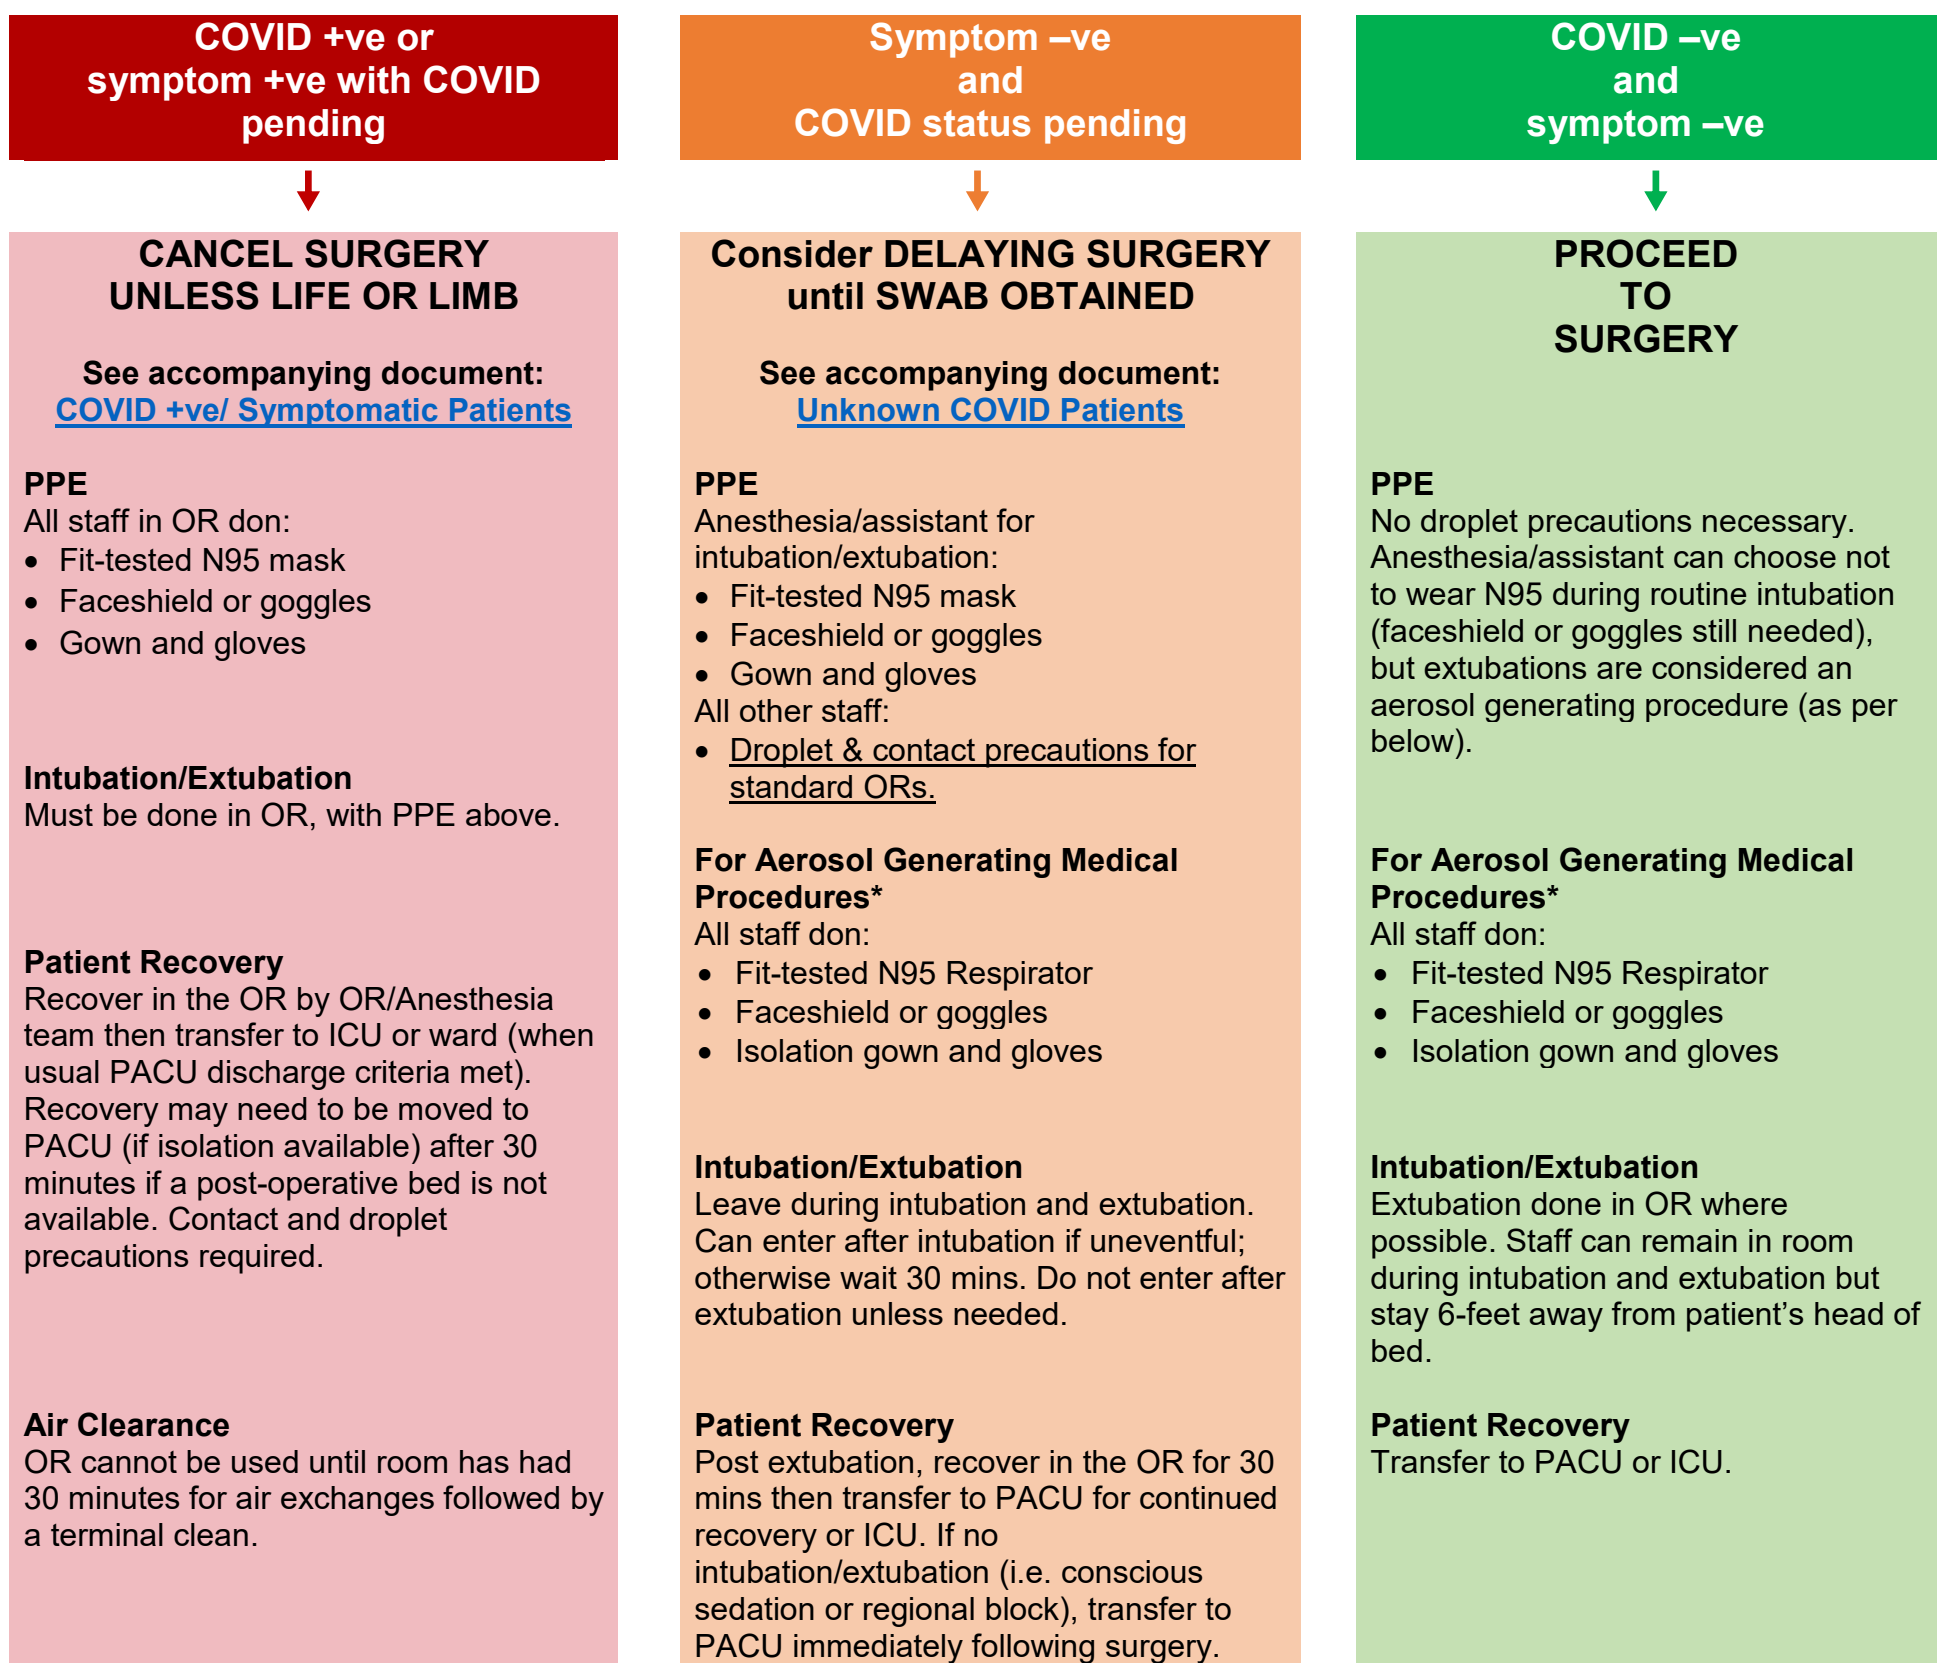 COVID +ve or
symptom +ve with COVID
pending
CANCEL SURGERY
UNLESS LIFE OR LIMB
See accompanying document:
COVID +ve/ Symptomatic Patients
PPE
All staff in OR don:
• Fit-tested N95 mask
• Faceshield or goggles
• Gown and gloves
Intubation/Extubation
Must be done in OR, with PPE above.
Patient Recovery
Recover in the OR by OR/Anesthesia
team then transfer to ICU or ward (when
usual PACU discharge criteria met).
Recovery may need to be moved to
PACU (if isolation available) after 30
minutes if a post-operative bed is not
available. Contact and droplet
precautions required.
Air Clearance
OR cannot be used until room has had
30 minutes for air exchanges followed by
a terminal clean.
Symptom –ve
and
COVID status pending
Consider DELAYING SURGERY
until SWAB OBTAINED
See accompanying document:
Unknown COVID Patients
PPE
Anesthesia/assistant for
intubation/extubation:
• Fit-tested N95 mask
• Faceshield or goggles
• Gown and gloves
All other staff:
• Droplet & contact precautions for
standard ORs.
For Aerosol Generating Medical
Procedures*
All staff don:
• Fit-tested N95 Respirator
• Faceshield or goggles
• Isolation gown and gloves
Intubation/Extubation
Leave during intubation and extubation.
Can enter after intubation if uneventful;
otherwise wait 30 mins. Do not enter after
extubation unless needed.
Patient Recovery
Post extubation, recover in the OR for 30
mins then transfer to PACU for continued
recovery or ICU. If no
intubation/extubation (i.e. conscious
sedation or regional block), transfer to
PACU immediately following surgery.
COVID –ve
and
symptom –ve
PROCEED
TO
SURGERY
PPE
No droplet precautions necessary.
Anesthesia/assistant can choose not
to wear N95 during routine intubation
(faceshield or goggles still needed),
but extubations are considered an
aerosol generating procedure (as per
below).
For Aerosol Generating Medical
Procedures*
All staff don:
• Fit-tested N95 Respirator
• Faceshield or goggles
• Isolation gown and gloves
Intubation/Extubation
Extubation done in OR where
possible. Staff can remain in room
during intubation and extubation but
stay 6-feet away from patient’s head of
bed.
Patient Recovery
Transfer to PACU or ICU.